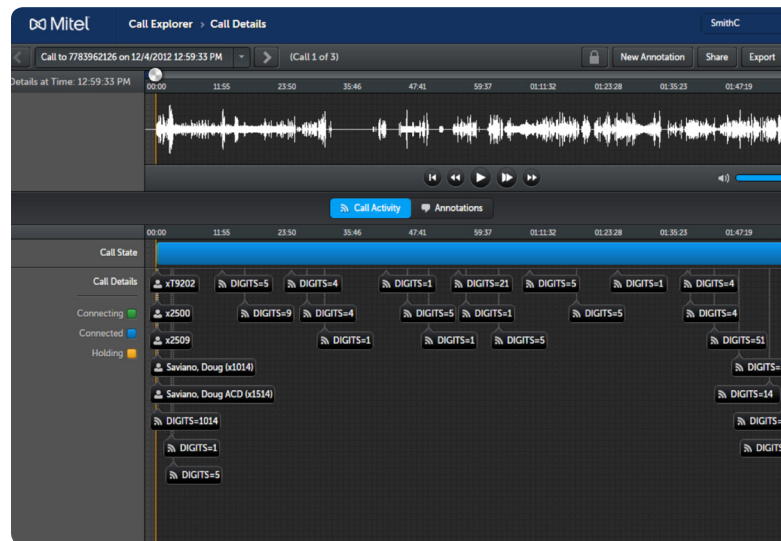 Mitel Call Explorer › Call Details SmithC
Call to 7783962126 on 12/4/2012 12:59:33 PM (Call 1 of 3) New Annotation Share Export
Details at Time: 12:59:33 PM
00:00 11:55 23:50 35:46 47:41 59:37 01:11:32 01:23:28 01:35:23 01:47:19
Call Activity Annotations
00:00 11:55 23:50 35:46 47:41 59:37 01:11:32 01:23:28 01:35:23 01:47:19
Call State
Call Details xT9202 DIGITS=5 DIGITS=4 DIGITS=1 DIGITS=21 DIGITS=5 DIGITS=1 DIGITS=4
Connecting x2500 DIGITS=9 DIGITS=4 DIGITS=5 DIGITS=1 DIGITS=5 DIGITS=4
Connected x2509 DIGITS=1 DIGITS=1 DIGITS=5 DIGITS=51
Holding
Saviano, Doug (x1014) DIGITS=
Saviano, Doug ACD (x1514) DIGITS=14
DIGITS=1014 DIGITS=
DIGITS=1 DIGITS
DIGITS=5